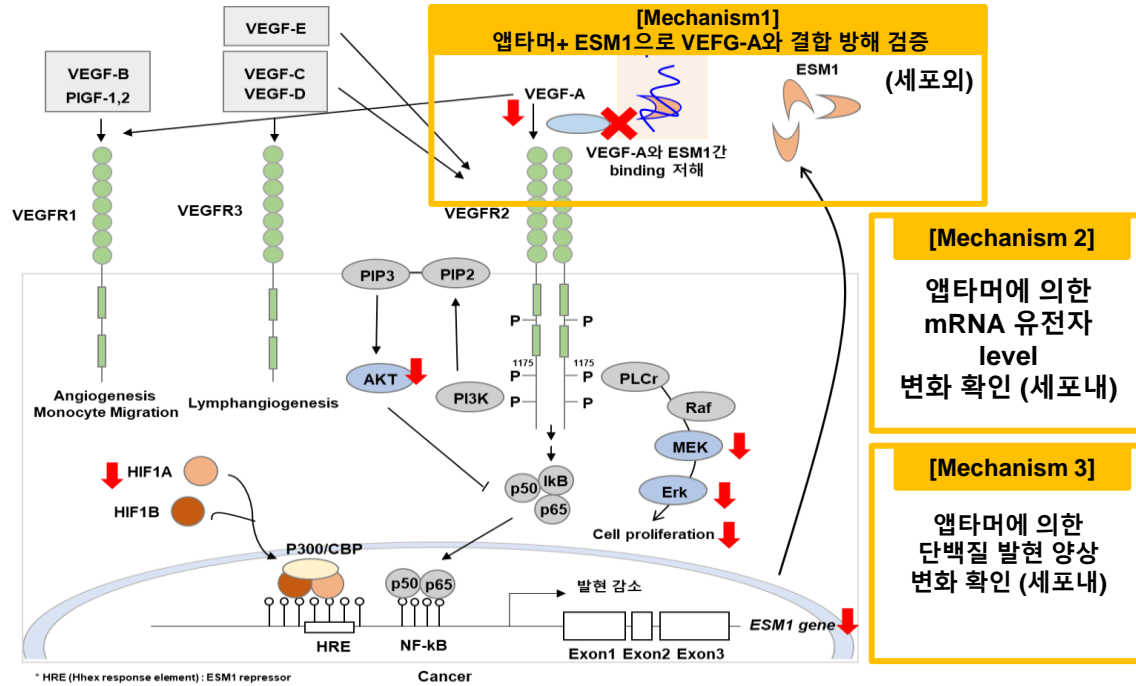 [Mechanism1]
앱타머+ ESM1으로 VEFG-A와 결합 방해 검증
VEGF-E
VEGF-B
PIGF-1,2
VEGF-C
VEGF-D
VEGF-A
ESM1
(세포외)
VEGF-A와 ESM1간
binding 저해
VEGFR1
VEGFR3
VEGFR2
[Mechanism 2]
앱타머에 의한
mRNA 유전자
level
변화 확인 (세포내)
PIP3
PIP2
P
P
1175
1175
P
P
P
P
AKT
PI3K
PLCr
Raf
MEK
Erk
Cell proliferation
Angiogenesis
Monocyte Migration
Lymphangiogenesis
[Mechanism 3]
앱타머에 의한
단백질 발현 양상
변화 확인 (세포내)
HIF1A
HIF1B
p50
IkB
p65
P300/CBP
p50
p65
발현 감소
HRE
NF-kB
Exon1
Exon2
Exon3
ESM1 gene
* HRE (Hhex response element) : ESM1 repressor
Cancer